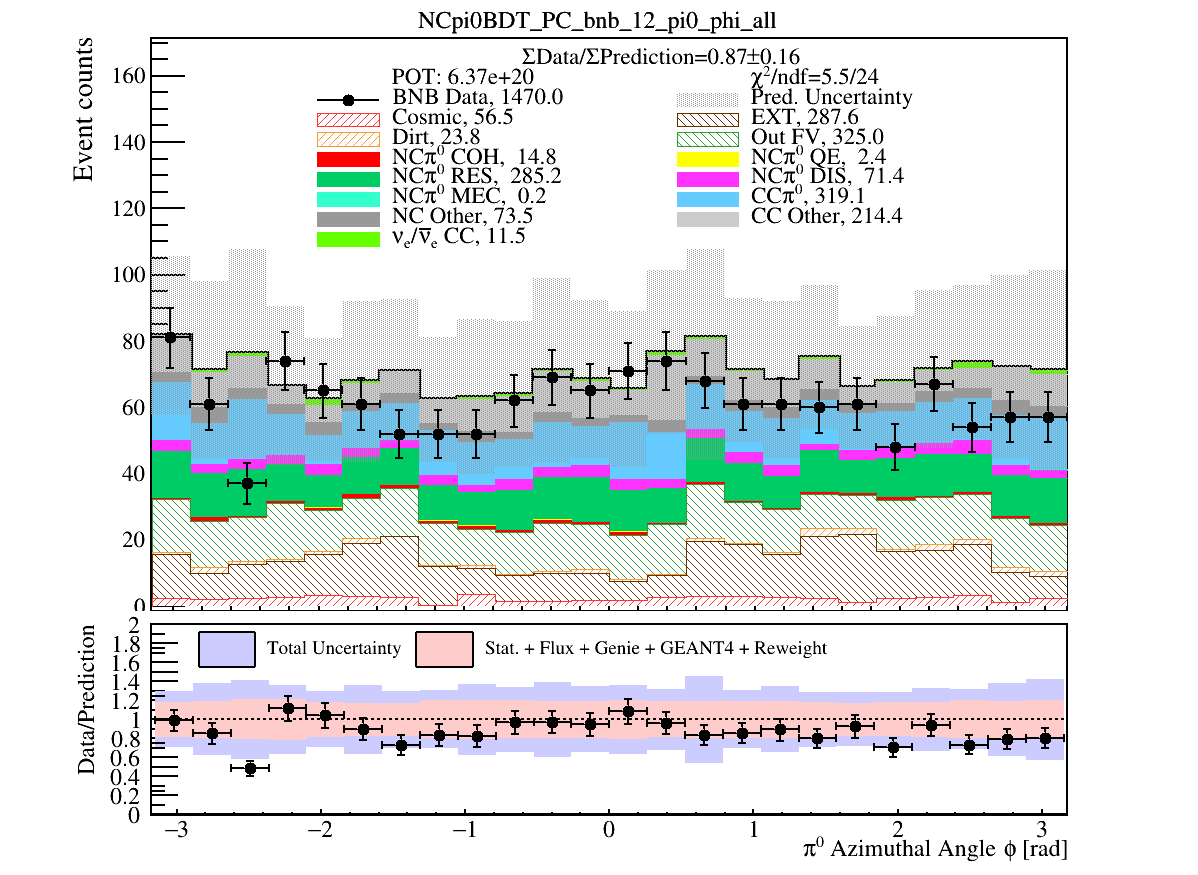 NCpi0BDT_PC_bnb_12_pi0_phi_all
ΣData/ΣPrediction=0.87±0.16
POT: 6.37e+20
χ²/ndf=5.5/24
BNB Data, 1470.0
Pred. Uncertainty
Cosmic, 56.5
EXT, 287.6
Dirt, 23.8
Out FV, 325.0
NCπ⁰ COH, 14.8
NCπ⁰ QE, 2.4
NCπ⁰ RES, 285.2
NCπ⁰ DIS, 71.4
NCπ⁰ MEC, 0.2
CCπ⁰, 319.1
NC Other, 73.5
CC Other, 214.4
νₑ/ν̅ₑ CC, 11.5
Event counts
160
140
120
100
80
60
40
20
0
Total Uncertainty
Stat. + Flux + Genie + GEANT4 + Reweight
Data/Prediction
2
1.8
1.6
1.4
1.2
1
0.8
0.6
0.4
0.2
0
−3 −2 −1 0 1 2 3
π⁰ Azimuthal Angle ϕ [rad]